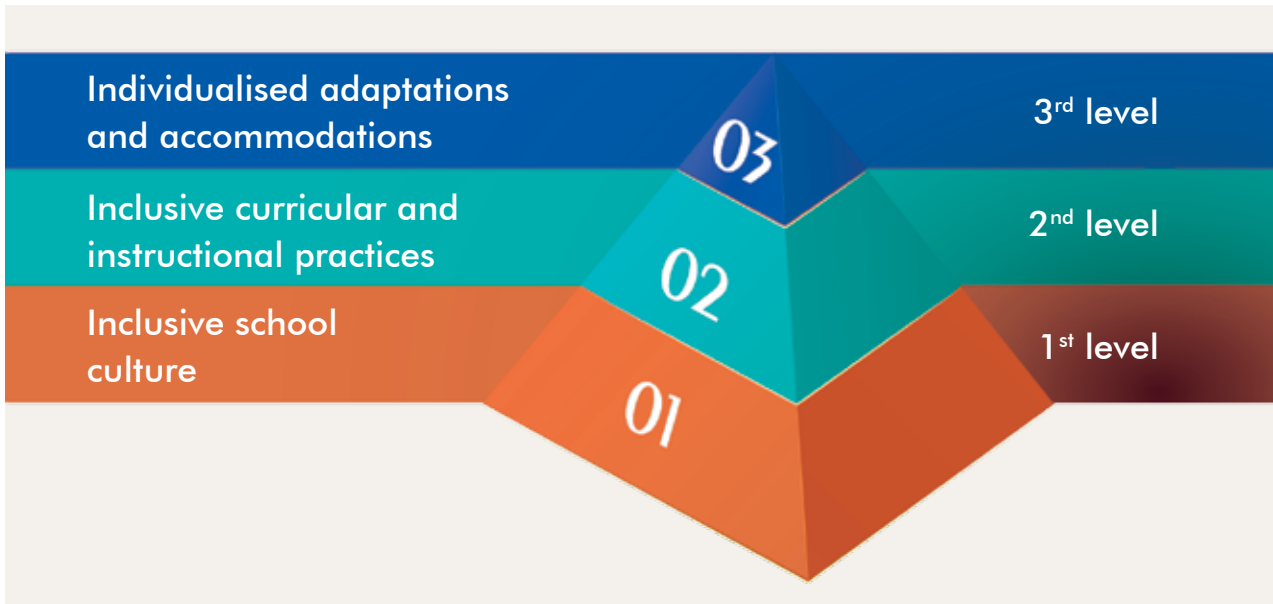 Individualised adaptations
and accommodations
03
3rd level
Inclusive curricular and
instructional practices
02
2nd level
Inclusive school
culture
01
1st level